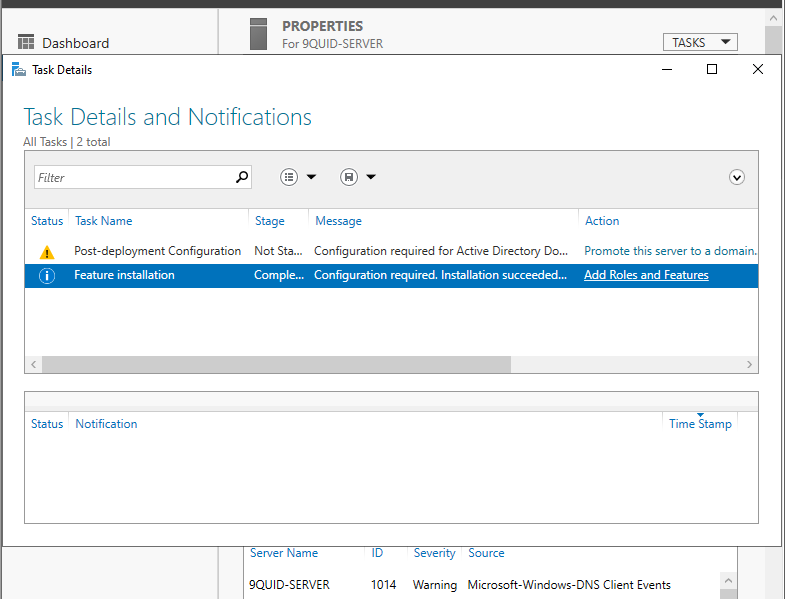 PROPERTIES
Dashboard
For 9QUID-SERVER
TASKS
Task Details
Task Details and Notifications
All Tasks | 2 total
Filter
Status Task Name Stage Message Action
Post-deployment Configuration Not Sta... Configuration required for Active Directory Do... Promote this server to a domain.
Feature installation Comple... Configuration required. Installation succeeded... Add Roles and Features
Status Notification Time Stamp
Server Name ID Severity Source
9QUID-SERVER 1014 Warning Microsoft-Windows-DNS Client Events